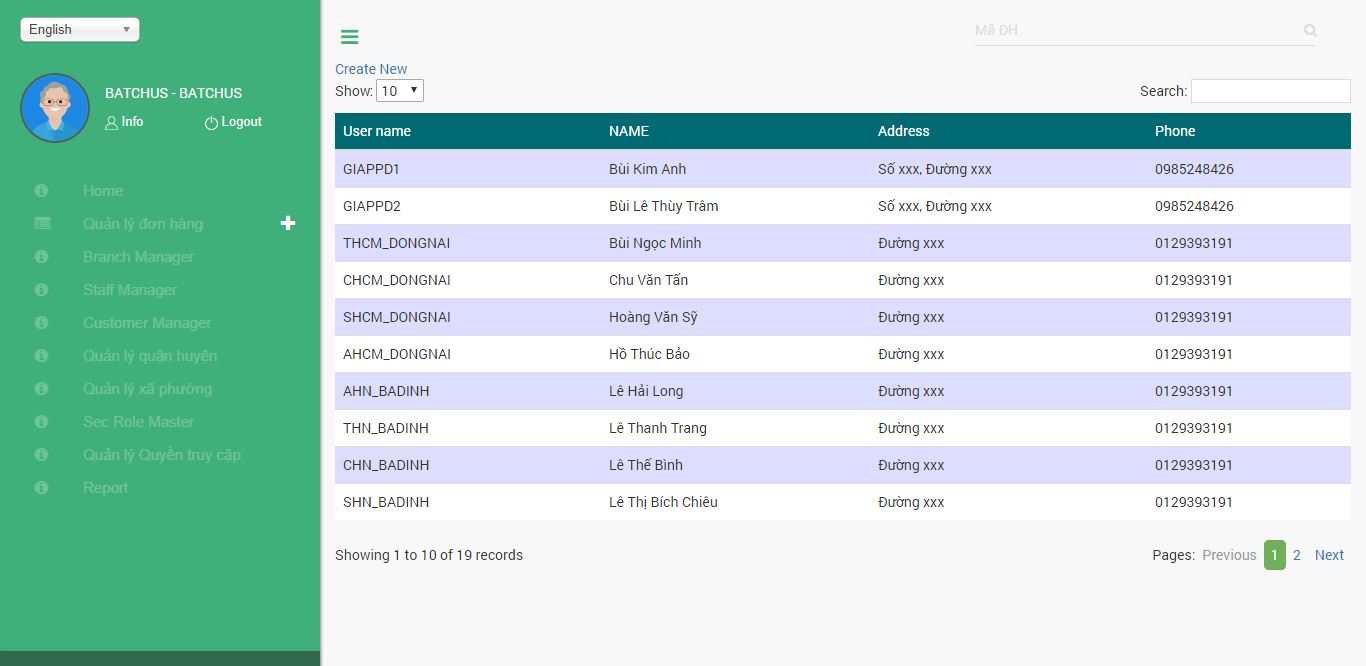 English
BATCHUS - BATCHUS
Info Logout
Home
Quản lý đơn hàng
Branch Manager
Staff Manager
Customer Manager
Quản lý quận huyện
Quản lý xã phường
Sec Role Master
Quản lý Quyền truy cập
Report
Mã ĐH
Create New
Show: 10 Search:
User name NAME Address Phone
GIAPPD1 Bùi Kim Anh Số xxx, Đường xxx 0985248426
GIAPPD2 Bùi Lê Thùy Trâm Số xxx, Đường xxx 0985248426
THCM_DONGNAI Bùi Ngọc Minh Đường xxx 0129393191
CHCM_DONGNAI Chu Văn Tấn Đường xxx 0129393191
SHCM_DONGNAI Hoàng Văn Sỹ Đường xxx 0129393191
AHCM_DONGNAI Hồ Thúc Bảo Đường xxx 0129393191
AHN_BADINH Lê Hải Long Đường xxx 0129393191
THN_BADINH Lê Thanh Trang Đường xxx 0129393191
CHN_BADINH Lê Thế Bình Đường xxx 0129393191
SHN_BADINH Lê Thị Bích Chiêu Đường xxx 0129393191
Showing 1 to 10 of 19 records Pages: Previous 1 2 Next